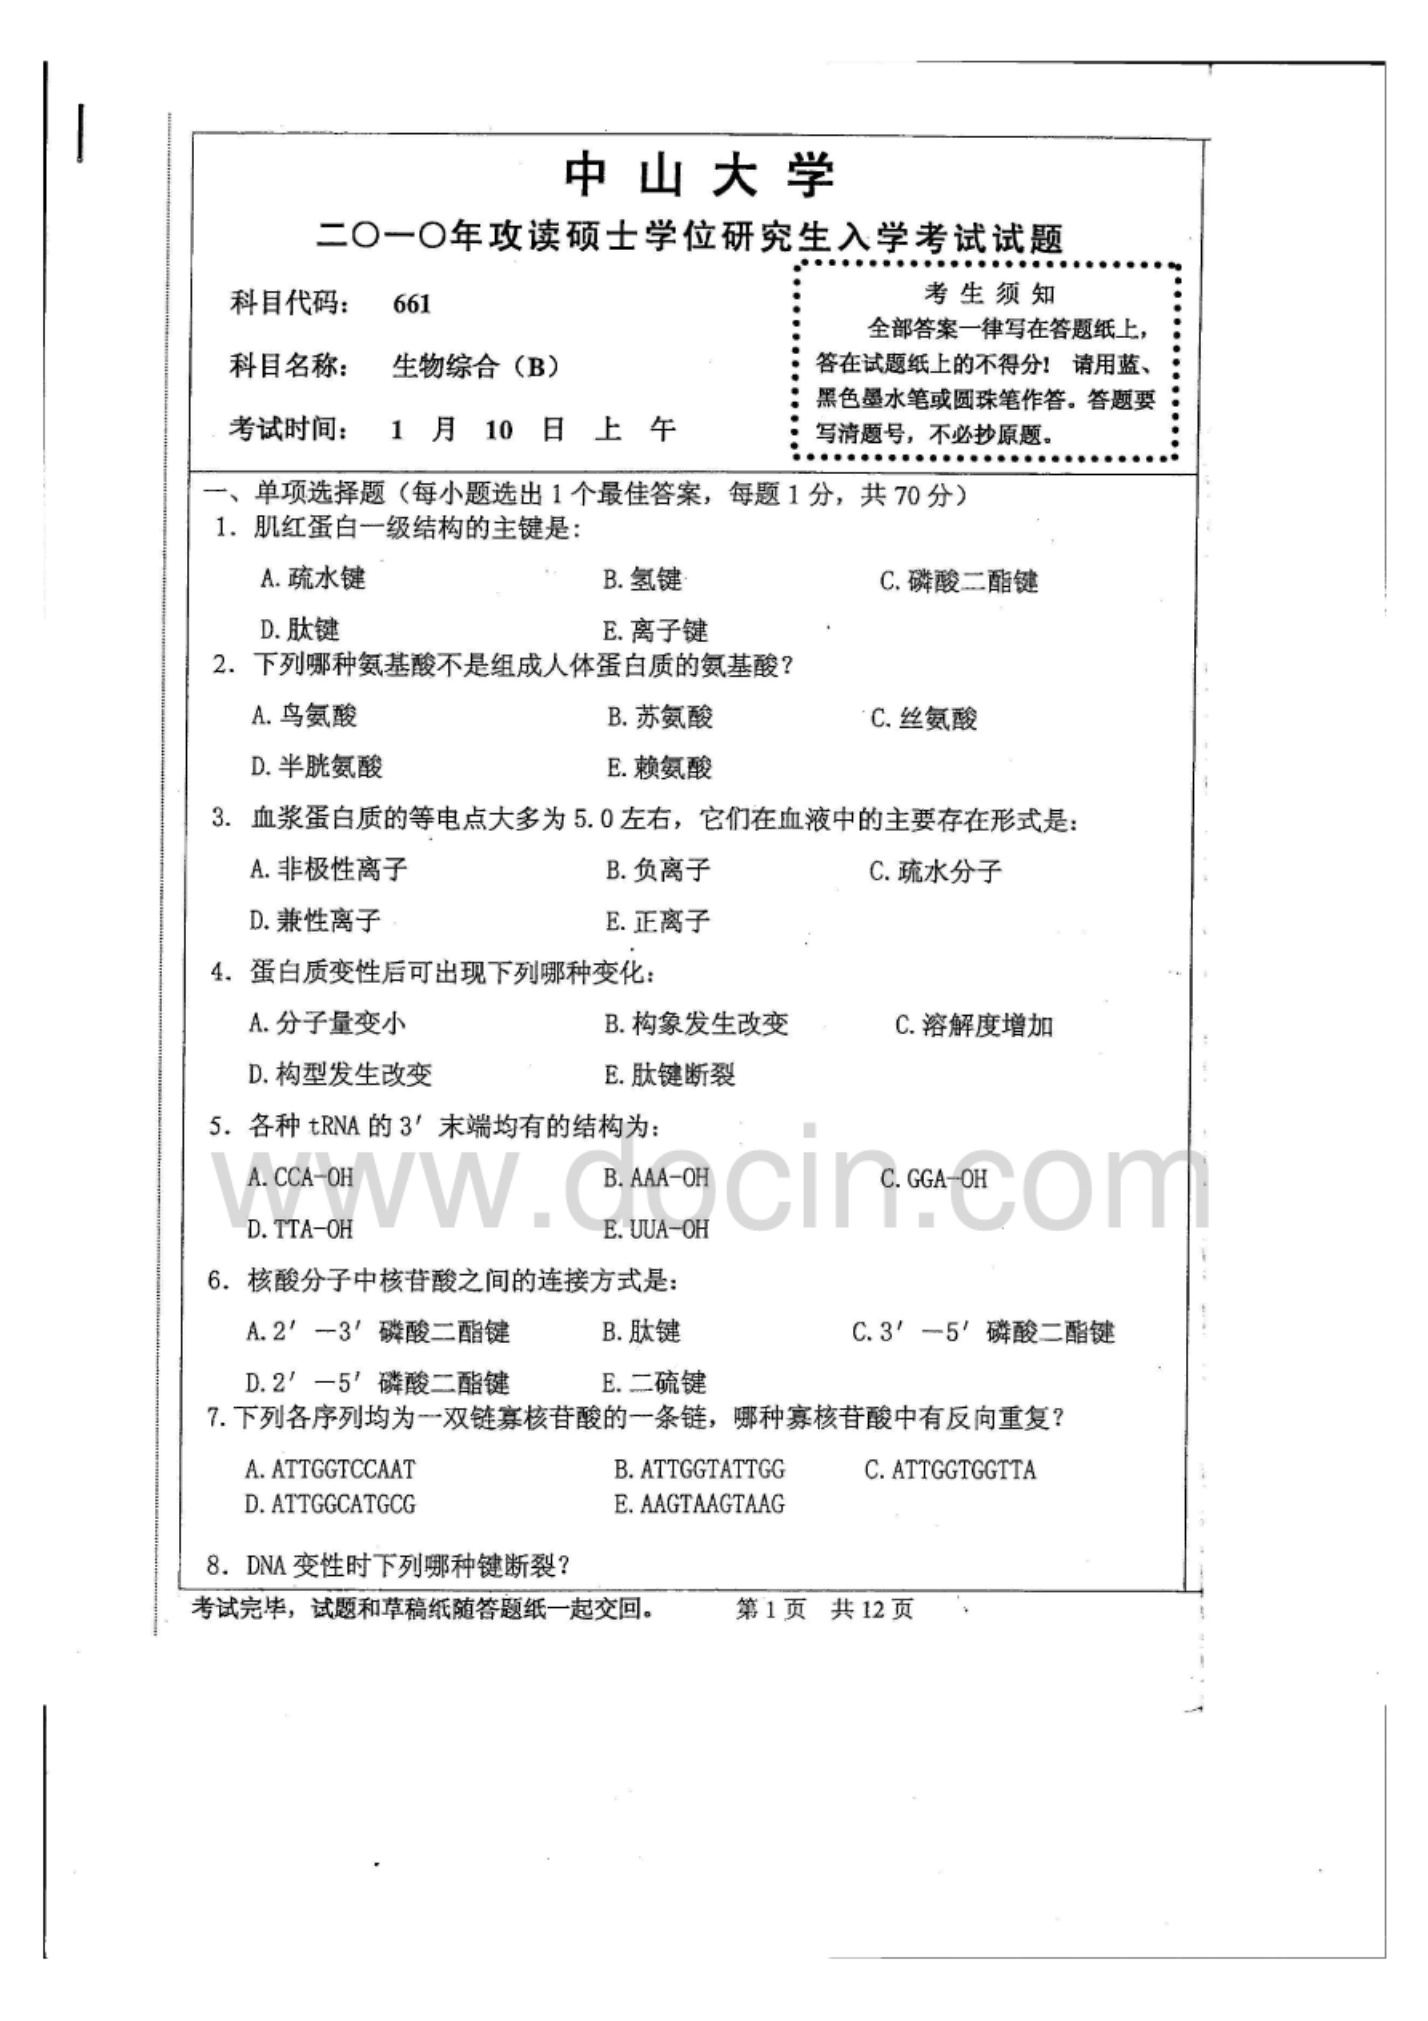 中山大学
二〇一〇年攻读硕士学位研究生入学考试试题
科目代码： 661
科目名称： 生物综合（B）
考试时间： 1 月 10 日 上 午
考 生 须 知
全部答案一律写在答题纸上，
答在试题纸上的不得分! 请用蓝、
黑色墨水笔或圆珠笔作答。答题要
写清题号，不必抄原题。
一、单项选择题（每小题选出 1 个最佳答案，每题 1 分，共 70 分）
1. 肌红蛋白一级结构的主键是:
A. 疏水键 B. 氢键 C. 磷酸二酯键
D. 肽键 E. 离子键
2. 下列哪种氨基酸不是组成人体蛋白质的氨基酸?
A. 鸟氨酸 B. 苏氨酸 C. 丝氨酸
D. 半胱氨酸 E. 赖氨酸
3. 血浆蛋白质的等电点大多为 5.0 左右，它们在血液中的主要存在形式是:
A. 非极性离子 B. 负离子 C. 疏水分子
D. 兼性离子 E. 正离子
4. 蛋白质变性后可出现下列哪种变化:
A. 分子量变小 B. 构象发生改变 C. 溶解度增加
D. 构型发生改变 E. 肽键断裂
5. 各种 tRNA 的 3′ 末端均有的结构为:
A. CCA-OH B. AAA-OH C. GGA-OH
D. TTA-OH E. UUA-OH
www.docin.com
6. 核酸分子中核苷酸之间的连接方式是:
A. 2′ —3′ 磷酸二酯键 B. 肽键 C. 3′ —5′ 磷酸二酯键
D. 2′ —5′ 磷酸二酯键 E. 二硫键
7. 下列各序列均为一双链寡核苷酸的一条链，哪种寡核苷酸中有反向重复?
A. ATTGGTCCAAT B. ATTGGTATTGG C. ATTGGTGGTTA
D. ATTGGCATGCG E. AAGTAAGTAAG
8. DNA 变性时下列哪种键断裂?
考试完毕，试题和草稿纸随答题纸一起交回。 第 1 页 共 12 页